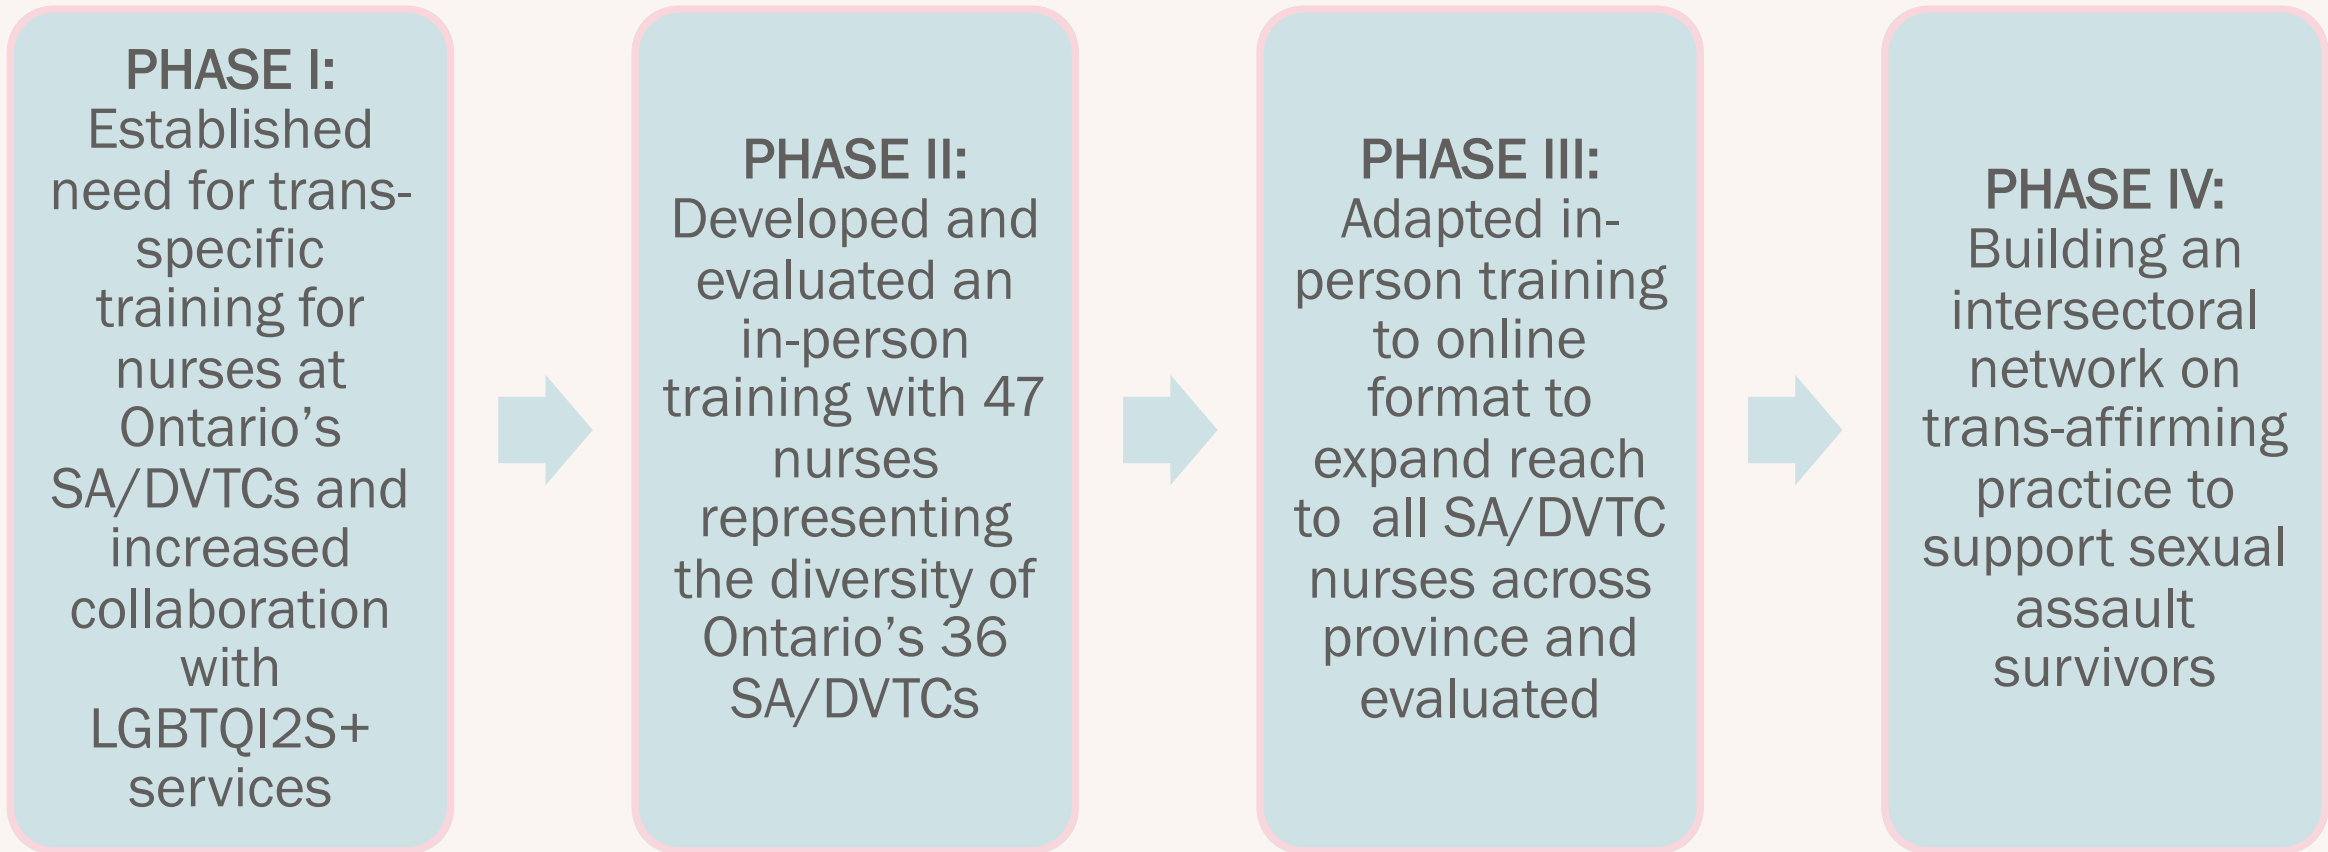 PHASE I:
Established
need for trans-
specific
training for
nurses at
Ontario’s
SA/DVTCs and
increased
collaboration
with
LGBTQI2S+
services
PHASE II:
Developed and
evaluated an
in-person
training with 47
nurses
representing
the diversity of
Ontario’s 36
SA/DVTCs
PHASE III:
Adapted in-
person training
to online
format to
expand reach
to  all SA/DVTC
nurses across
province and
evaluated
PHASE IV:
Building an
intersectoral
network on
trans-affirming
practice to
support sexual
assault
survivors